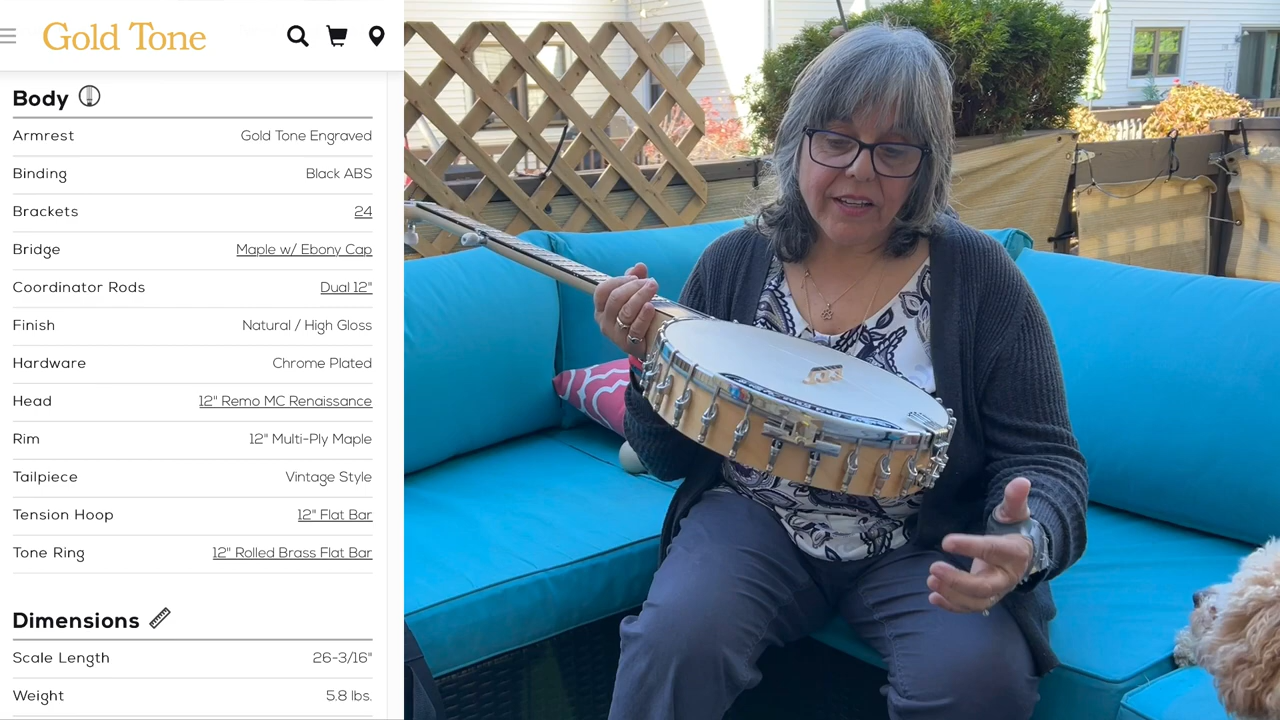 Gold Tone
Body
Armrest Gold Tone Engraved
Binding Black ABS
Brackets 24
Bridge Maple w/ Ebony Cap
Coordinator Rods Dual 12"
Finish Natural / High Gloss
Hardware Chrome Plated
Head 12" Remo MC Renaissance
Rim 12" Multi-Ply Maple
Tailpiece Vintage Style
Tension Hoop 12" Flat Bar
Tone Ring 12" Rolled Brass Flat Bar
Dimensions
Scale Length 26-3/16"
Weight 5.8 lbs.